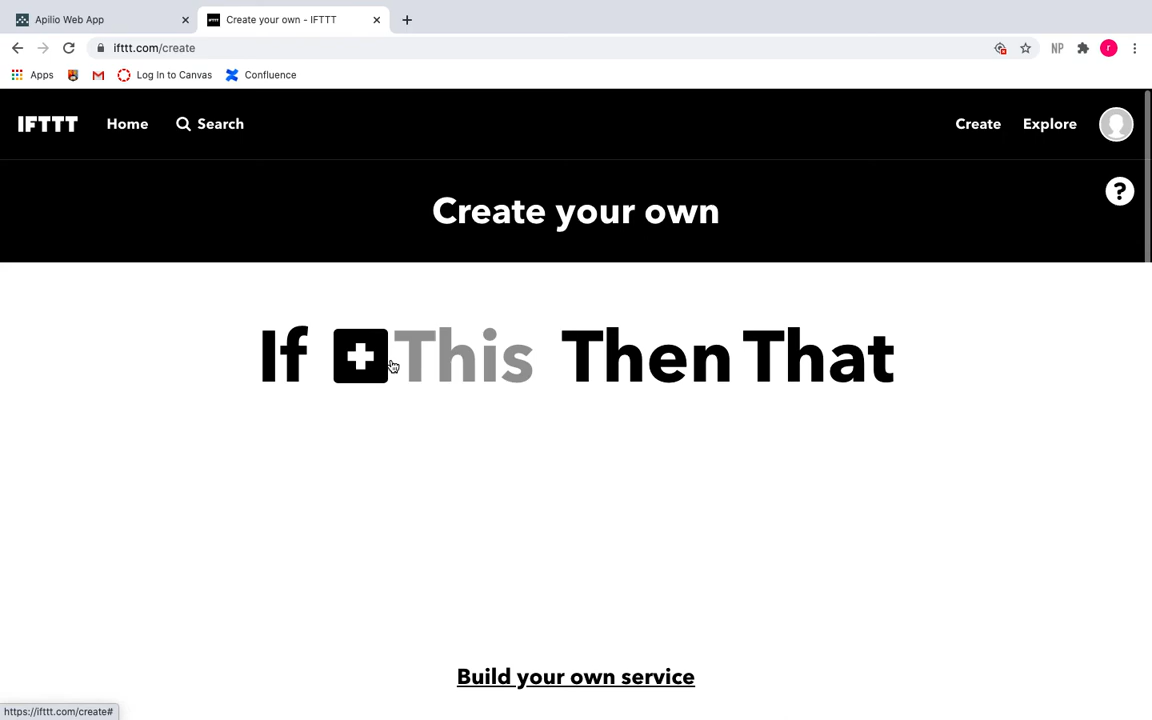 Apilio Web App
Create your own - IFTTT
ifttt.com/create
NP
r
Apps
Log In to Canvas
Confluence
IFTTT
Home
Search
Create
Explore
?
Create your own
If This Then That
Build your own service
https://ifttt.com/create#